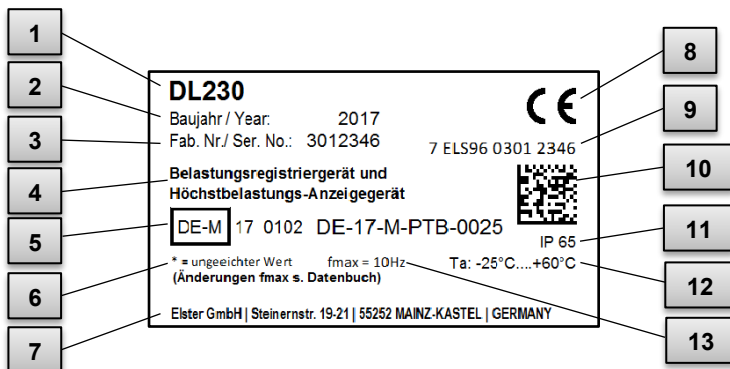 1
2
3
4
5
6
7
8
9
10
11
12
13
DL230
CE
Baujahr / Year: 2017
Fab. Nr./ Ser. No.: 3012346
7 ELS96 0301 2346
Belastungsregistriergerät und
Höchstbelastungs-Anzeigegerät
DE-M 17 0102 DE-17-M-PTB-0025
IP 65
* = ungeeichter Wert fmax = 10Hz Ta: -25°C....+60°C
(Änderungen fmax s. Datenbuch)
Elster GmbH | Steinernstr. 19-21 | 55252 MAINZ-KASTEL | GERMANY